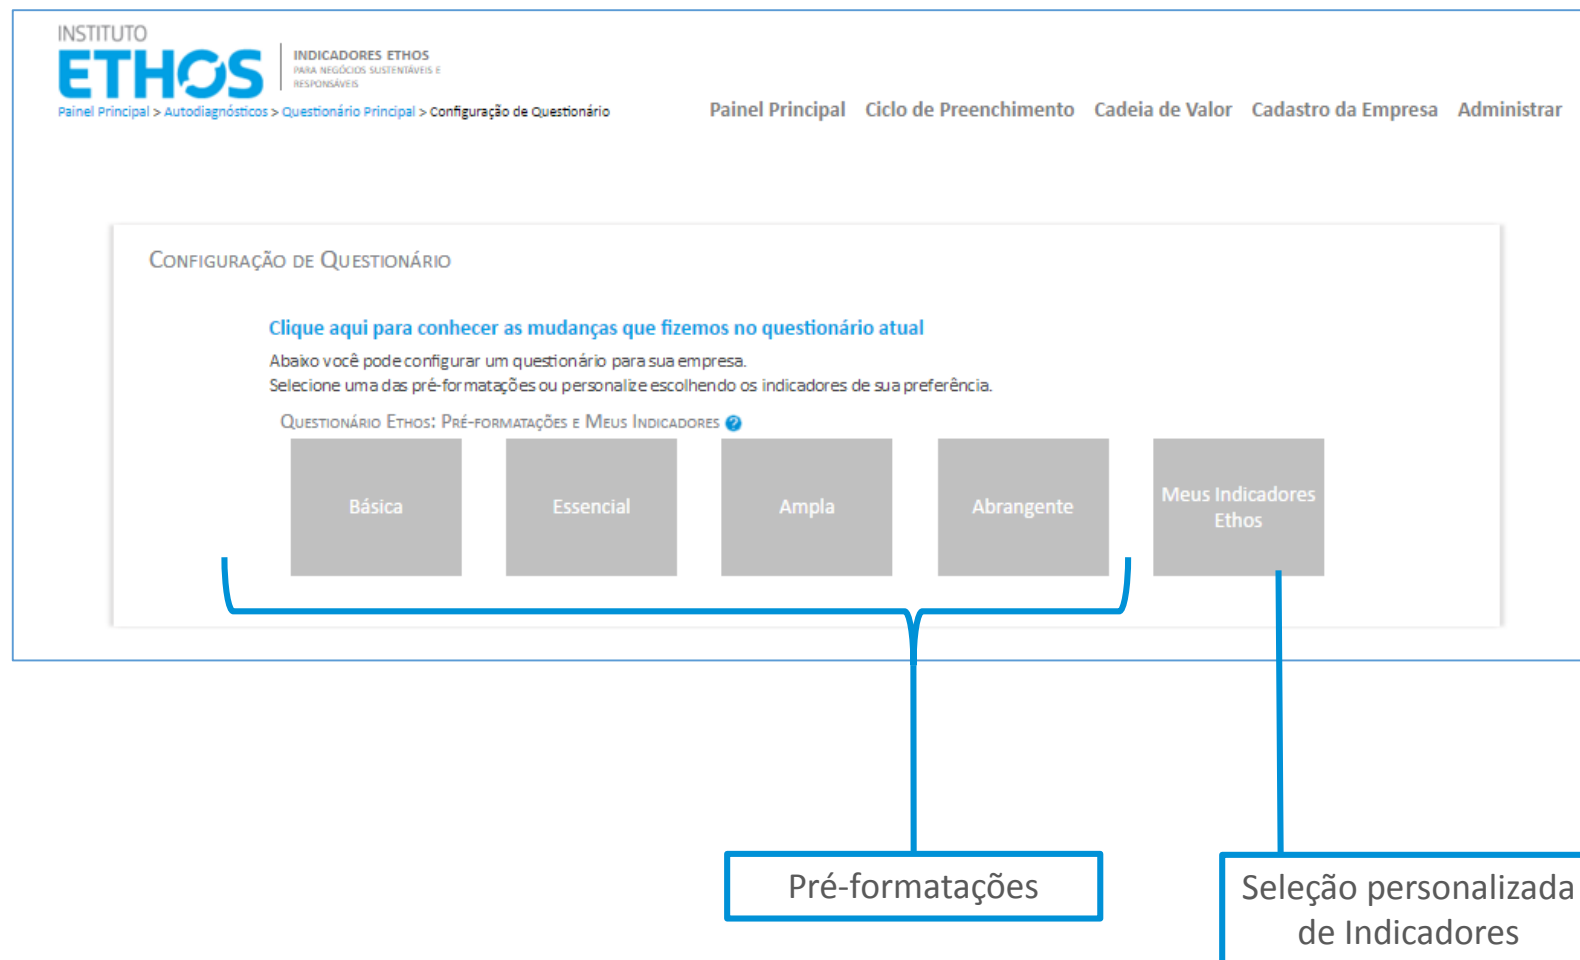 INSTITUTO
ETHOS
INDICADORES ETHOS
PARA NEGÓCIOS SUSTENTÁVEIS E
RESPONSÁVEIS
Painel Principal > Autodiagnósticos > Questionário Principal > Configuração de Questionário
Painel Principal Ciclo de Preenchimento Cadeia de Valor Cadastro da Empresa Administrar
Configuração de Questionário
Clique aqui para conhecer as mudanças que fizemos no questionário atual
Abaixo você pode configurar um questionário para sua empresa.
Selecione uma das pré-formatações ou personalize escolhendo os indicadores de sua preferência.
Questionário Ethos: Pré-formatações e Meus Indicadores ?
Básica
Essencial
Ampla
Abrangente
Meus Indicadores
Ethos
Pré-formatações
Seleção personalizada
de Indicadores